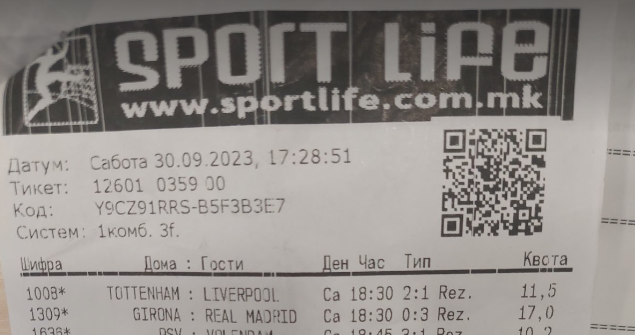 SPORT LIFE
www.sportlife.com.mk
Датум: Сабота 30.09.2023, 17:28:51
Тикет: 12601 0359 00
Код: Y9CZ91RRS-B5F3B3E7
Систем: 1комб. 3f.
Шифра Дома : Гости Ден Час Тип Квота
1008* TOTTENHAM : LIVERPOOL Са 18:30 2:1 Rez. 11,5
1309* GIRONA : REAL MADRID Са 18:30 0:3 Rez. 17,0